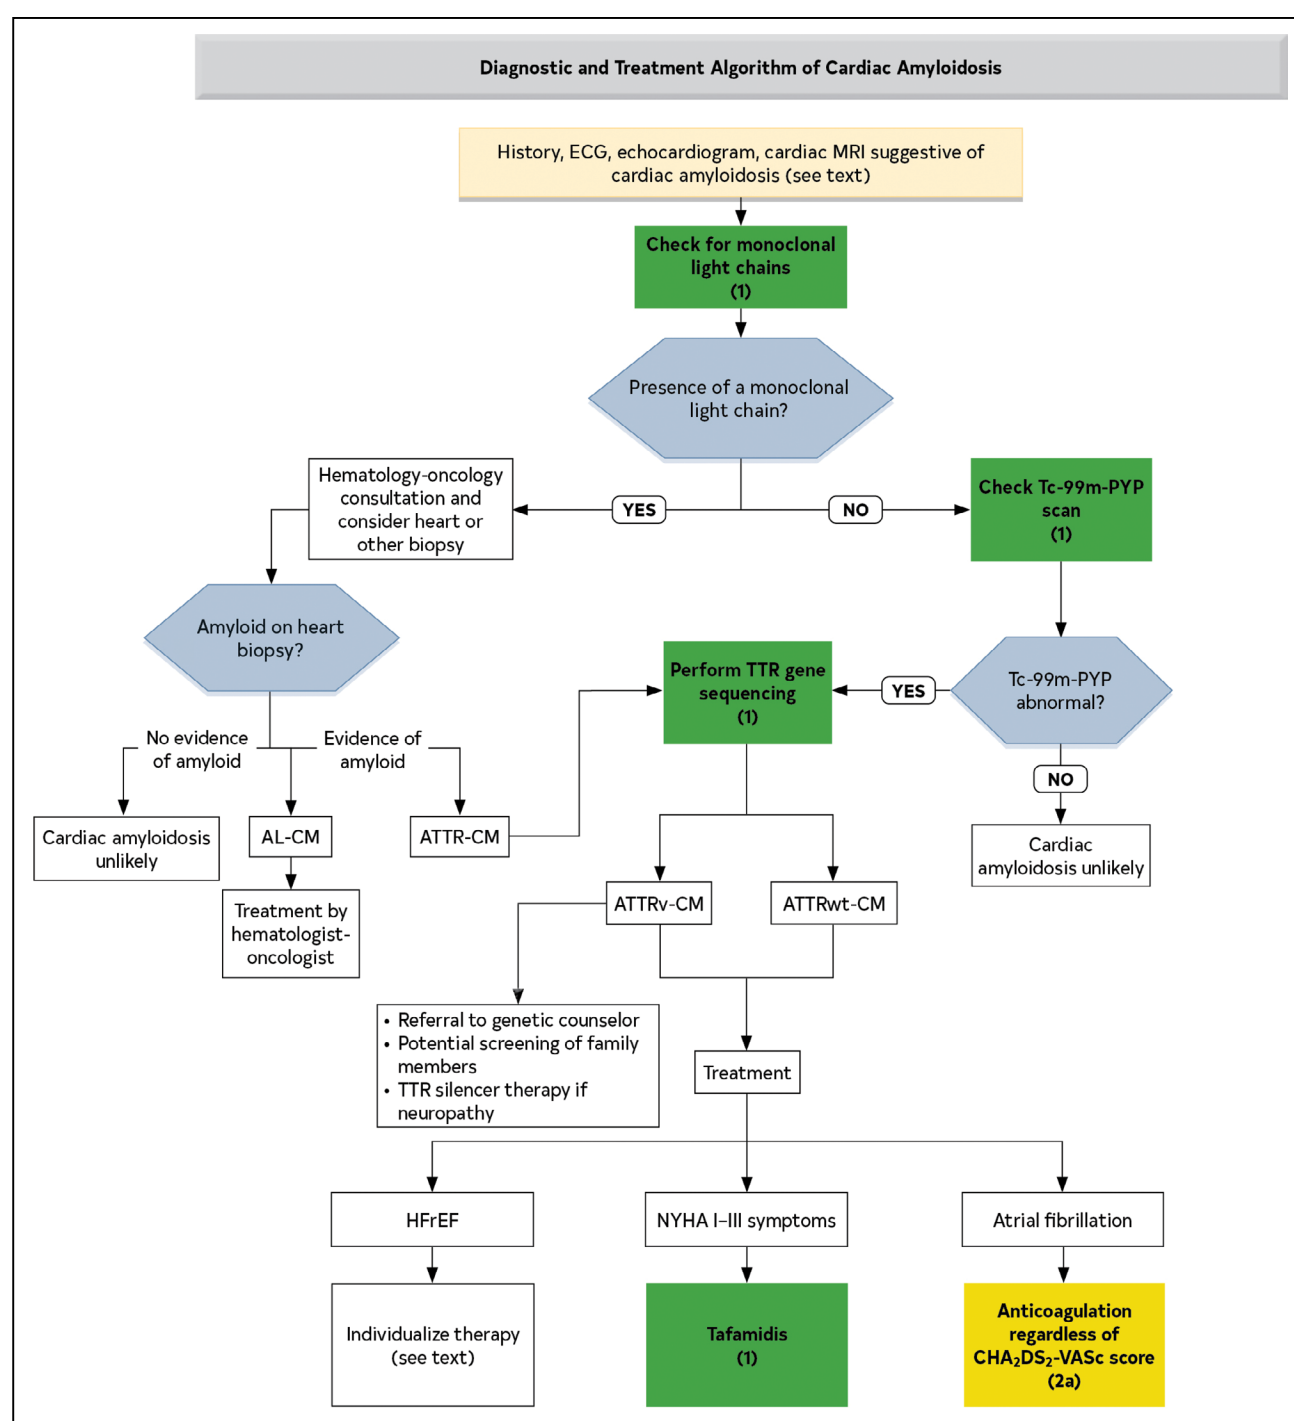 Diagnostic and Treatment Algorithm of Cardiac Amyloidosis
History, ECG, echocardiogram, cardiac MRI suggestive of
cardiac amyloidosis (see text)
Check for monoclonal
light chains
(1)
Presence of a monoclonal
light chain?
Hematology-oncology
consultation and
consider heart or
other biopsy
YES
NO
Check Tc-99m-PYP
scan
(1)
Amyloid on heart
biopsy?
Perform TTR gene
sequencing
(1)
YES
Tc-99m-PYP
abnormal?
No evidence
of amyloid
Evidence of
amyloid
NO
Cardiac amyloidosis
unlikely
AL-CM
ATTR-CM
Cardiac
amyloidosis unlikely
Treatment by
hematologist-
oncologist
ATTRv-CM
ATTRwt-CM
• Referral to genetic counselor
• Potential screening of family
members
• TTR silencer therapy if
neuropathy
Treatment
HFrEF
NYHA I–III symptoms
Atrial fibrillation
Individualize therapy
(see text)
Tafamidis
(1)
Anticoagulation
regardless of
CHA₂DS₂-VASc score
(2a)